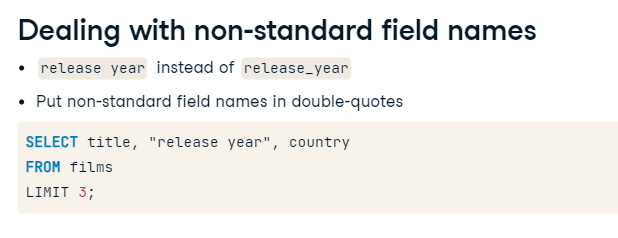 Dealing with non-standard field names
• release year instead of release_year
• Put non-standard field names in double-quotes
SELECT title, "release year", country
FROM films
LIMIT 3;